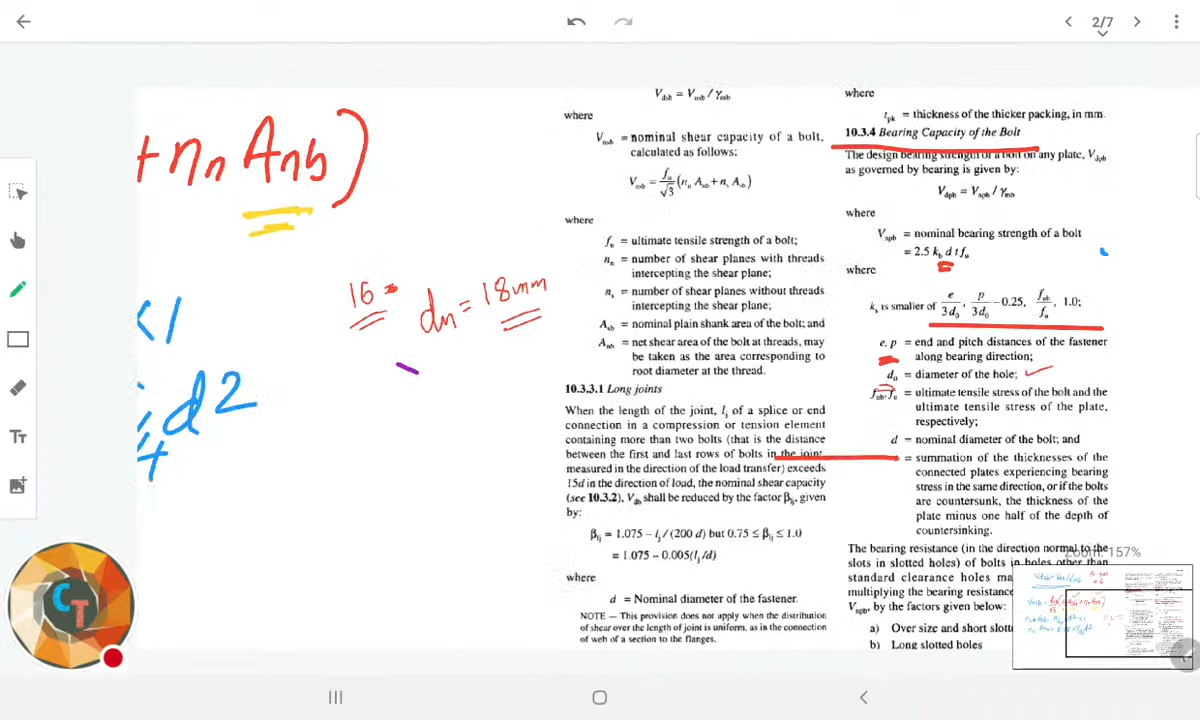 2/7
+ nn Anb)
16
dn = 18mm
<1
d2
4
CT
Tт
Vdsb = Vnsb / γmb
where
Vnsb = nominal shear capacity of a bolt,
calculated as follows:
Vnsb = fu/√3 (nn Anb + ns Asb)
where
fu = ultimate tensile strength of a bolt;
nn = number of shear planes with threads
intercepting the shear plane;
ns = number of shear planes without threads
intercepting the shear plane;
Asb = nominal plain shank area of the bolt; and
Anb = net shear area of the bolt at threads, may
be taken as the area corresponding to
root diameter at the thread.
10.3.3.1 Long joints
When the length of the joint, lj of a splice or end
connection in a compression or tension element
containing more than two bolts (that is the distance
between the first and last rows of bolts in the joint,
measured in the direction of the load transfer) exceeds
15d in the direction of load, the nominal shear capacity
(see 10.3.2), Vdb shall be reduced by the factor βlj, given
by:
βlj = 1.075 – lj / (200 d) but 0.75 ≤ βlj ≤ 1.0
= 1.075 – 0.005(lj /d)
where
d = Nominal diameter of the fastener.
NOTE — This provision does not apply when the distribution
of shear over the length of joint is uniform, as in the connection
of web of a section to the flanges.
where
tpk = thickness of the thicker packing, in mm.
10.3.4 Bearing Capacity of the Bolt
The design bearing strength of a bolt on any plate, Vdpb
as governed by bearing is given by:
Vdpb = Vnpb / γmb
where
Vnpb = nominal bearing strength of a bolt
= 2.5 kb d t fu
where
kb is smaller of e/3d0, p/3d0 – 0.25, fub/fu, 1.0;
e, p = end and pitch distances of the fastener
along bearing direction;
d0 = diameter of the hole;
fub, fu = ultimate tensile stress of the bolt and the
ultimate tensile stress of the plate,
respectively;
d = nominal diameter of the bolt; and
= summation of the thicknesses of the
connected plates experiencing bearing
stress in the same direction, or if the bolts
are countersunk, the thickness of the
plate minus one half of the depth of
countersinking.
Zoom: 157%
The bearing resistance (in the direction normal to the
slots in slotted holes) of bolts in holes other than
standard clearance holes ma
multiplying the bearing resistance
Vnpb, by the factors given below:
a) Over size and short slott
b) Long slotted holes